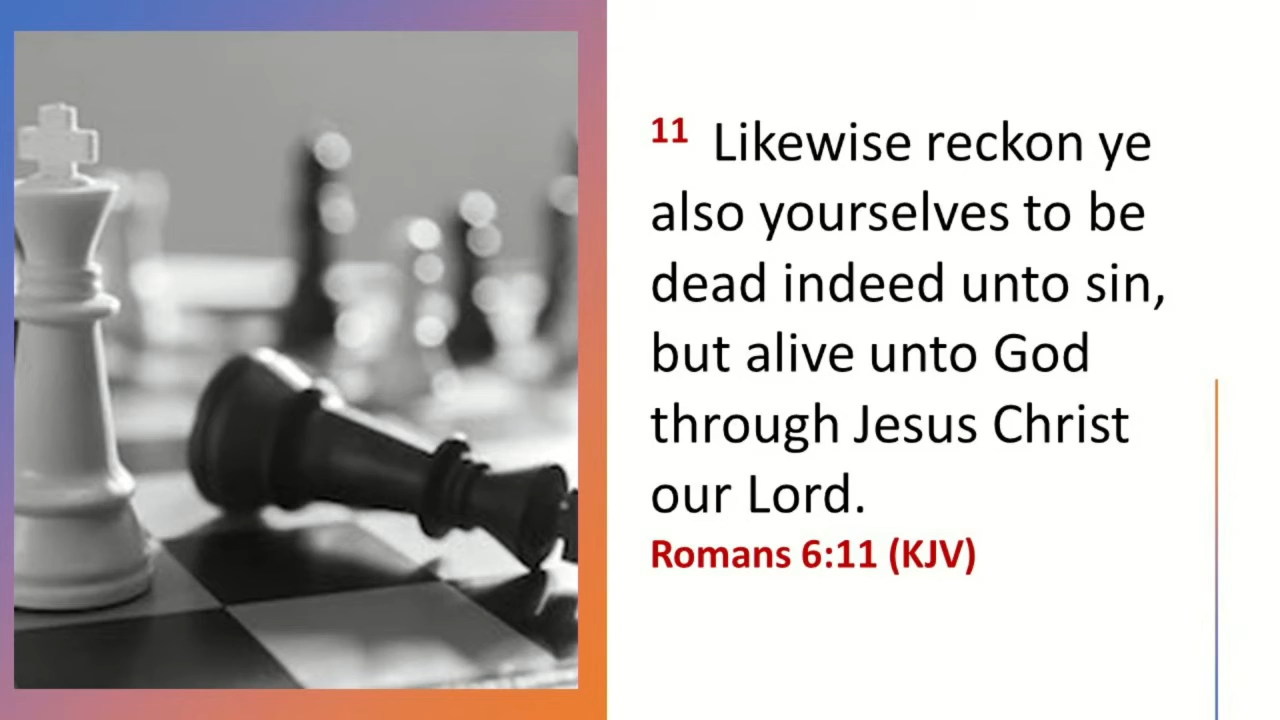 11 Likewise reckon ye
also yourselves to be
dead indeed unto sin,
but alive unto God
through Jesus Christ
our Lord.
Romans 6:11 (KJV)